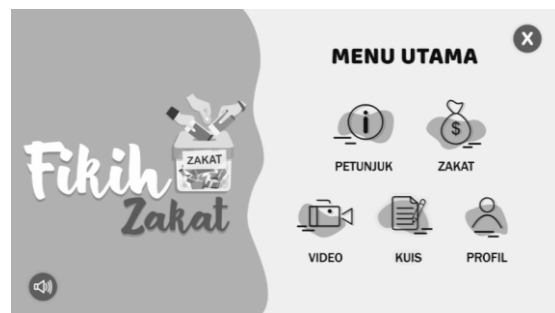 Fikih
Zakat
ZAKAT
MENU UTAMA
X
i
$
PETUNJUK
ZAKAT
VIDEO
KUIS
PROFIL